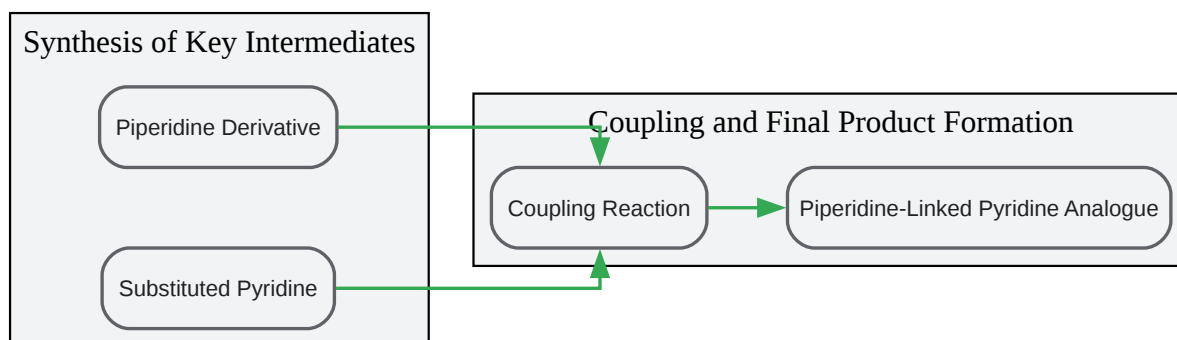 Synthesis of Key Intermediates
Piperidine Derivative
Substituted Pyridine
Coupling and Final Product Formation
Coupling Reaction
Piperidine-Linked Pyridine Analogue